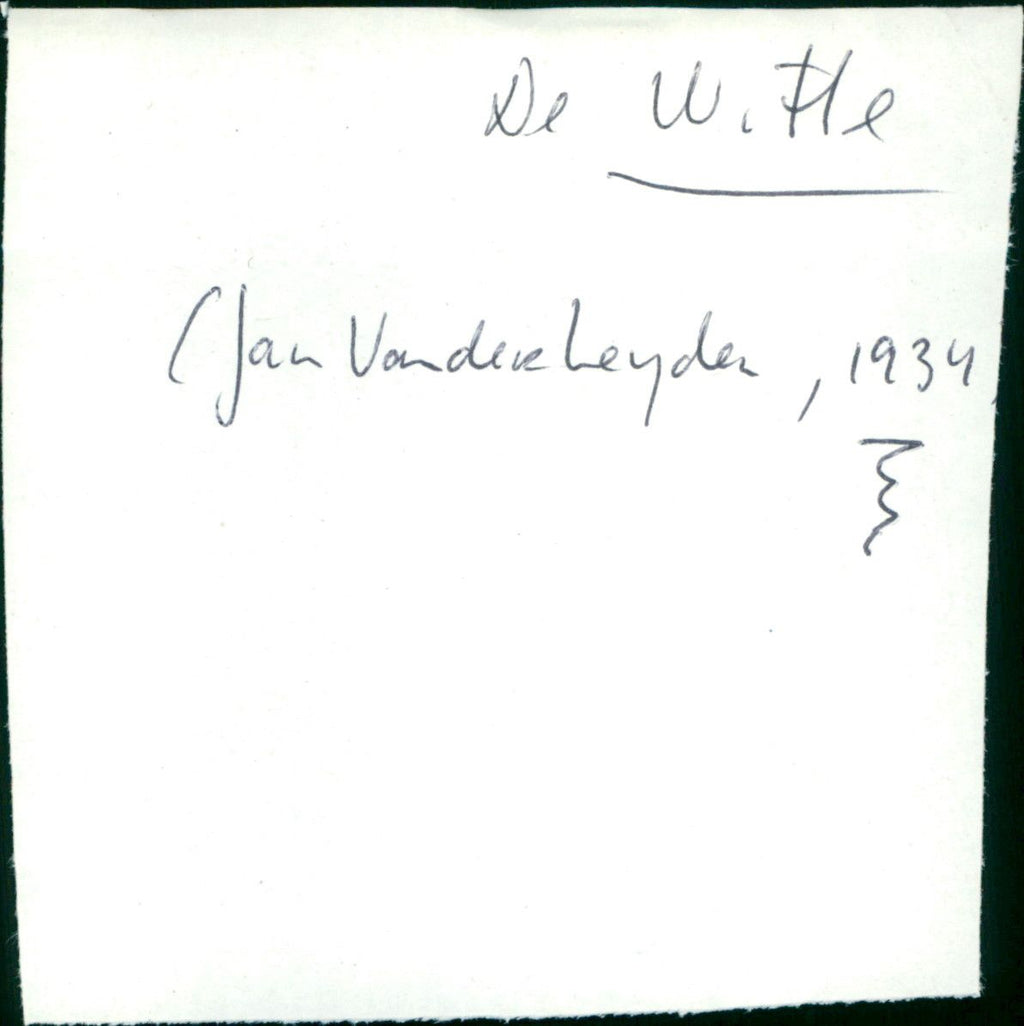 De Witte
(Jan Vanderheyden, 1934